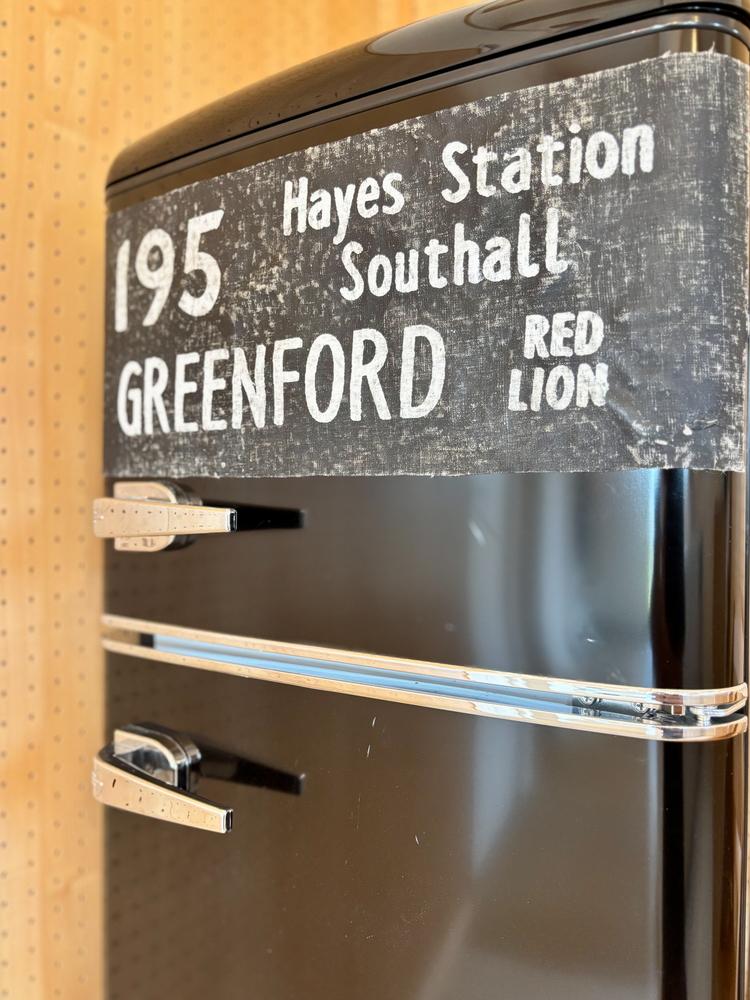 195 Hayes Station
Southall
GREENFORD RED
LION